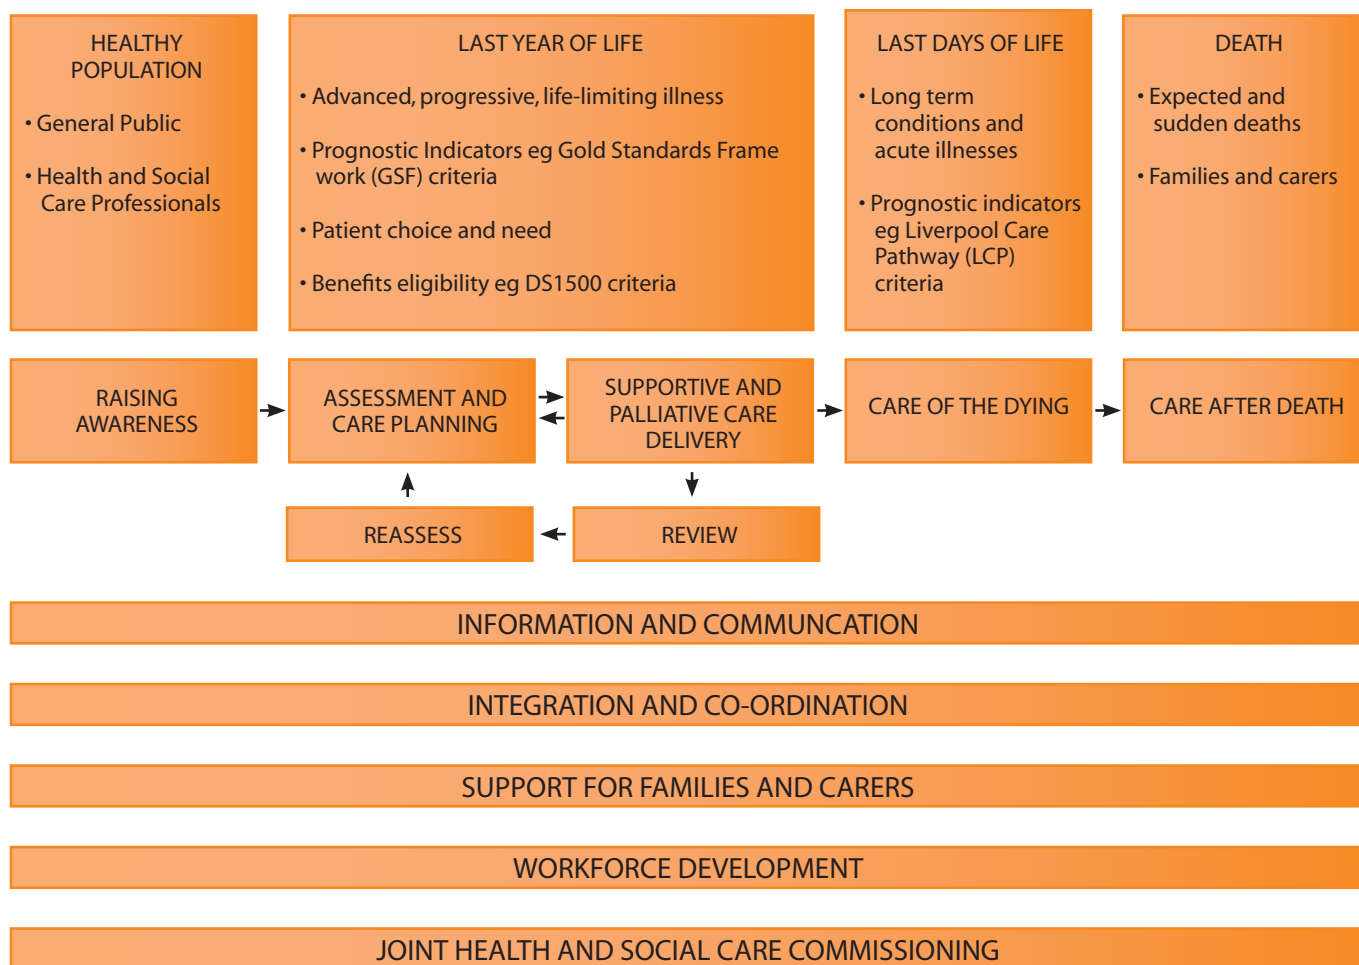 HEALTHY
POPULATION
• General Public
• Health and Social
Care Professionals
LAST YEAR OF LIFE
• Advanced, progressive, life-limiting illness
• Prognostic Indicators eg Gold Standards Frame
work (GSF) criteria
• Patient choice and need
• Benefits eligibility eg DS1500 criteria
LAST DAYS OF LIFE
• Long term
conditions and
acute illnesses
• Prognostic indicators
eg Liverpool Care
Pathway (LCP)
criteria
DEATH
• Expected and
sudden deaths
• Families and carers
RAISING
AWARENESS
ASSESSMENT AND
CARE PLANNING
SUPPORTIVE AND
PALLIATIVE CARE
DELIVERY
CARE OF THE DYING
CARE AFTER DEATH
REASSESS
REVIEW
INFORMATION AND COMMUNCATION
INTEGRATION AND CO-ORDINATION
SUPPORT FOR FAMILIES AND CARERS
WORKFORCE DEVELOPMENT
JOINT HEALTH AND SOCIAL CARE COMMISSIONING